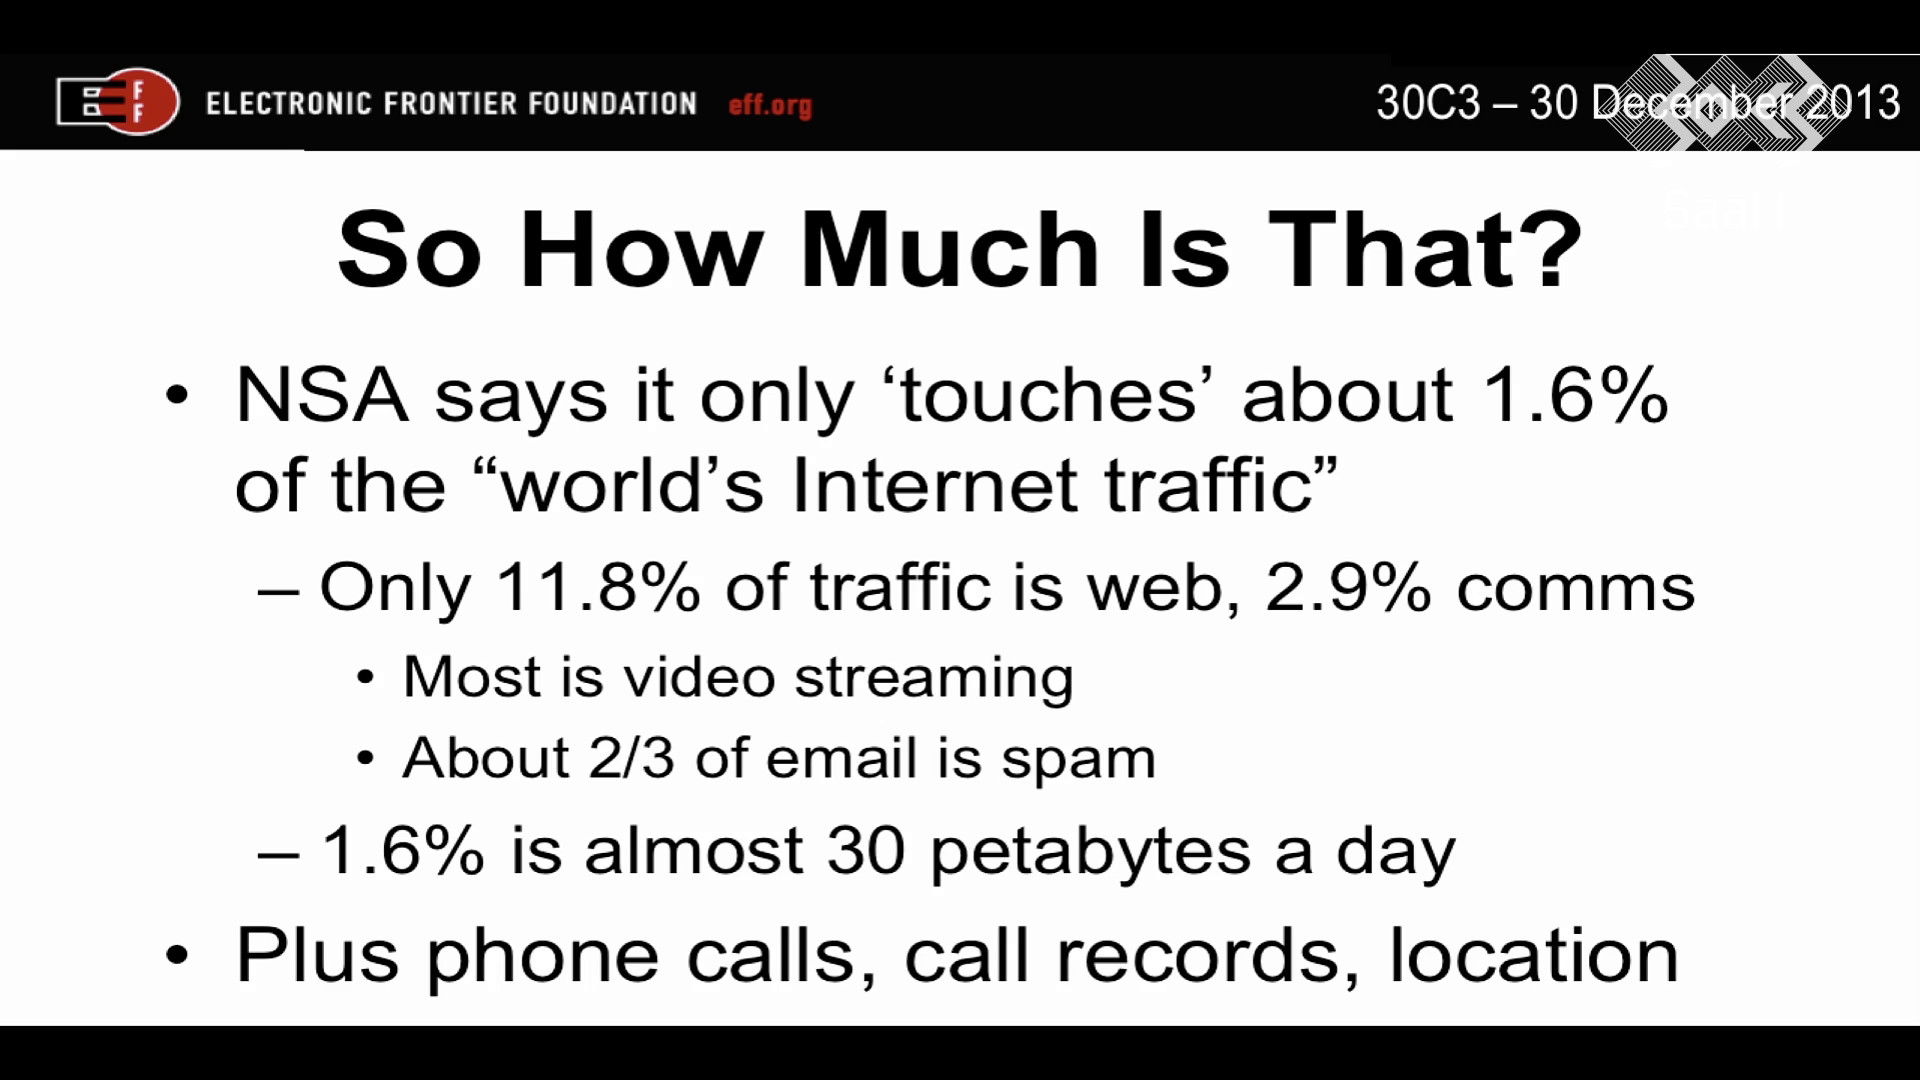 EFF
ELECTRONIC FRONTIER FOUNDATION eff.org
30C3 – 30 December 2013
Saal 1
So How Much Is That?
• NSA says it only ‘touches’ about 1.6%
of the “world’s Internet traffic”
– Only 11.8% of traffic is web, 2.9% comms
• Most is video streaming
• About 2/3 of email is spam
– 1.6% is almost 30 petabytes a day
• Plus phone calls, call records, location